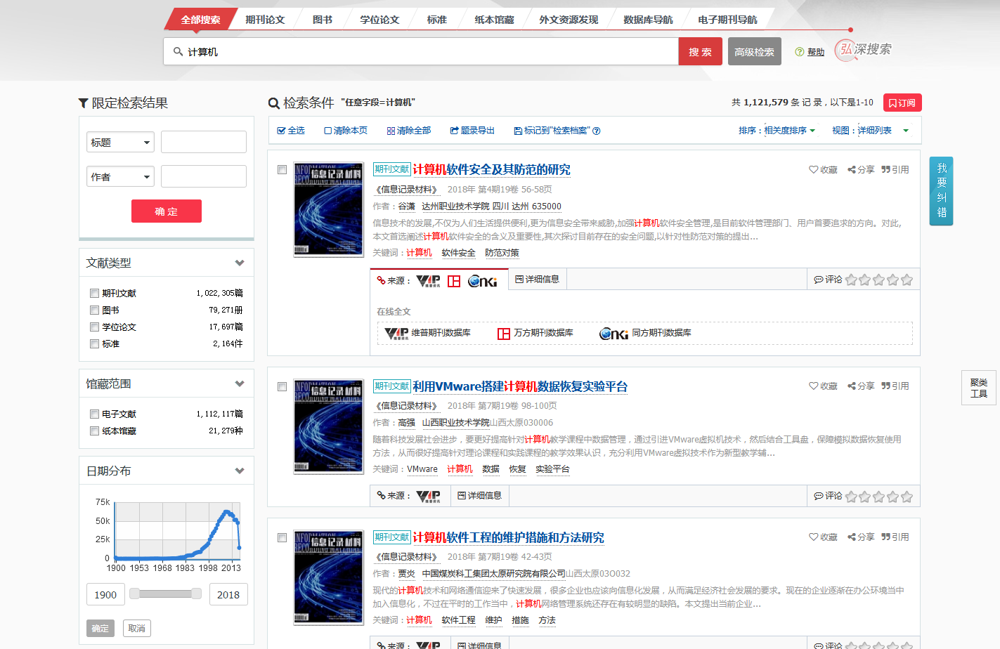 全部搜索 期刊论文 图书 学位论文 标准 纸本馆藏 外文资源发现 数据库导航 电子期刊导航
计算机 搜 索 高级检索 帮助 弘深搜索
限定检索结果
标题
作者
确 定
文献类型
期刊文献 1,022,305篇
图书 79,271册
学位论文 17,697篇
标准 2,164件
馆藏范围
电子文献 1,112,117篇
纸本馆藏 21,279种
日期分布
75k
50k
25k
0
1900 1953 1968 1983 1998 2013
1900 2018
确定 取消
检索条件 "任意字段=计算机" 共 1,121,579 条 记 录，以下是1-10 订阅
全选 清除本页 清除全部 题录导出 标记到"检索档案" 排序：相关度排序 视图：详细列表
期刊文献 计算机软件安全及其防范的研究 收藏 分享 引用
《信息记录材料》 2018年 第4期19卷 56-58页
作者：谷潇 达州职业技术学院 四川 达州 635000
信息技术的发展,不仅为人们生活提供便利,更为信息安全带来威胁,加强计算机软件安全管理,是目前软件管理部门、用户首要追求的方向。对此,
本文首选阐述计算机软件安全的含义及重要性,其次探讨目前存在的安全问题,以针对性防范对策的提出...
关键词：计算机 软件安全 防范对策
来源： VIP 维普资讯 CNKI 详细信息 评论
在线全文
VIP 维普资讯 维普期刊数据库 万方期刊数据库 CNKI 同方期刊数据库
信息记录材料
期刊文献 利用VMware搭建计算机数据恢复实验平台 收藏 分享 引用
《信息记录材料》 2018年 第7期19卷 98-100页
作者：高强 山西职业技术学院山西太原030006
随着科技发展社会进步，要更好提高针对计算机教学课程中数据管理，通过引进VMware虚拟机技术，然后结合工具盘，保障模拟数据恢复使用
方法，从而很好提高针对理论课程和实践课程的教学效果认识，充分利用VMware虚拟技术作为新型教学辅...
关键词：VMware 计算机 数据 恢复 实验平台
来源： VIP 维普资讯 详细信息 评论
信息记录材料
期刊文献 计算机软件工程的维护措施和方法研究 收藏 分享 引用
《信息记录材料》 2018年 第7期19卷 42-43页
作者：贾炎 中国煤炭科工集团太原研究院有限公司山西太原030032
现代的计算机技术和网络通信迎来了快速发展，很多企业也应该向信息化发展，从而满足经济社会发展的要求。现在的企业逐渐在办公环境当中
加入信息化，不过在平时的工作当中，计算机网络管理系统还存在有较明显的缺陷。本文提出当前企业...
关键词：计算机 软件工程 维护 措施 方法
来源： VIP 详细信息 评论
信息记录材料
我要纠错
聚类
工具